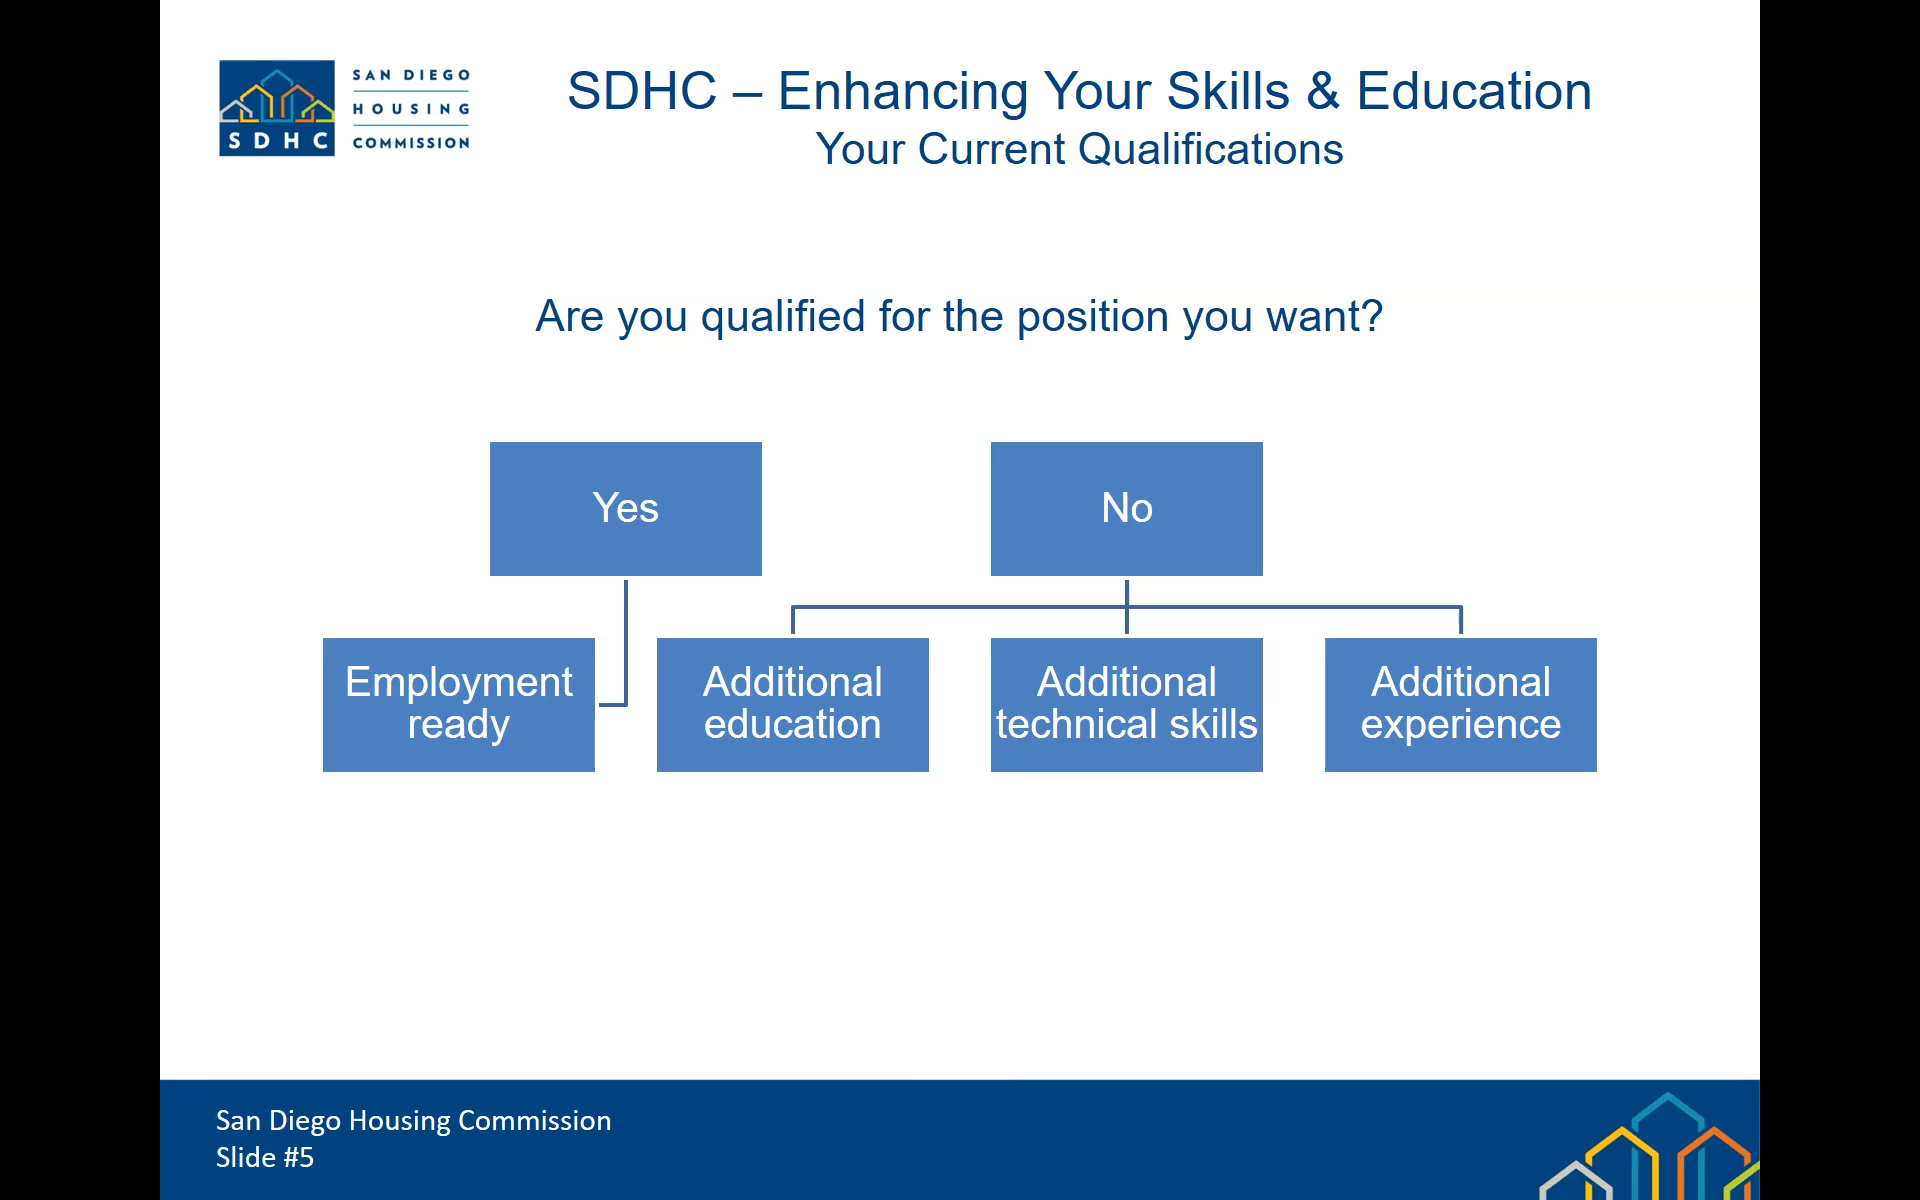 SAN DIEGO
HOUSING
COMMISSION
SDHC
SDHC – Enhancing Your Skills & Education
Your Current Qualifications
Are you qualified for the position you want?
Yes
No
Employment
ready
Additional
education
Additional
technical skills
Additional
experience
San Diego Housing Commission
Slide #5